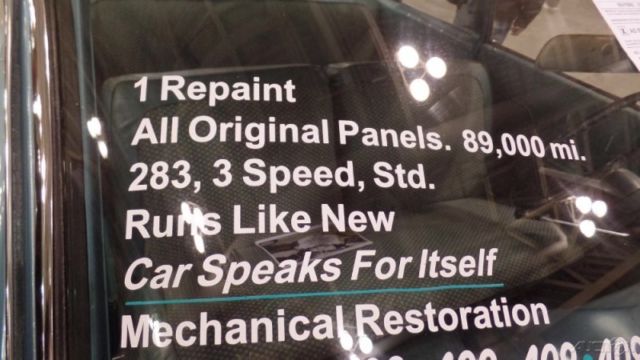 1 Repaint
All Original Panels. 89,000 mi.
283, 3 Speed, Std.
Runs Like New
Car Speaks For Itself
Mechanical Restoration